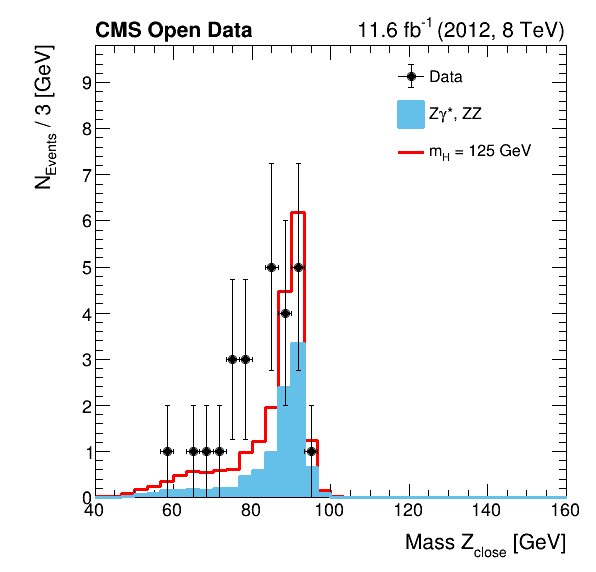 CMS Open Data
11.6 fb⁻¹ (2012, 8 TeV)
N_Events / 3 [GeV]
Data
Zγ*, ZZ
m_H = 125 GeV
9
8
7
6
5
4
3
2
1
0
40 60 80 100 120 140 160
Mass Z_close [GeV]